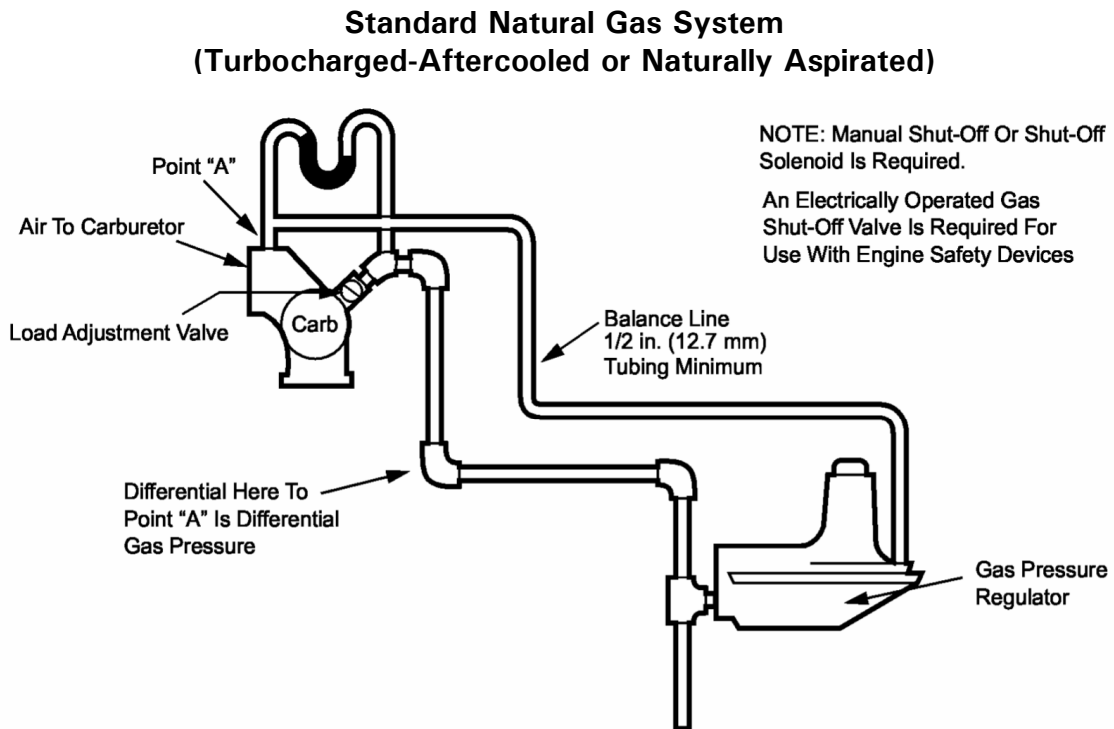 Standard Natural Gas System
(Turbocharged-Aftercooled or Naturally Aspirated)
NOTE: Manual Shut-Off Or Shut-Off
Solenoid Is Required.
An Electrically Operated Gas
Shut-Off Valve Is Required For
Use With Engine Safety Devices
Point “A”
Air To Carburetor
Load Adjustment Valve
Carb
Balance Line
1/2 in. (12.7 mm)
Tubing Minimum
Differential Here To
Point “A” Is Differential
Gas Pressure
Gas Pressure
Regulator